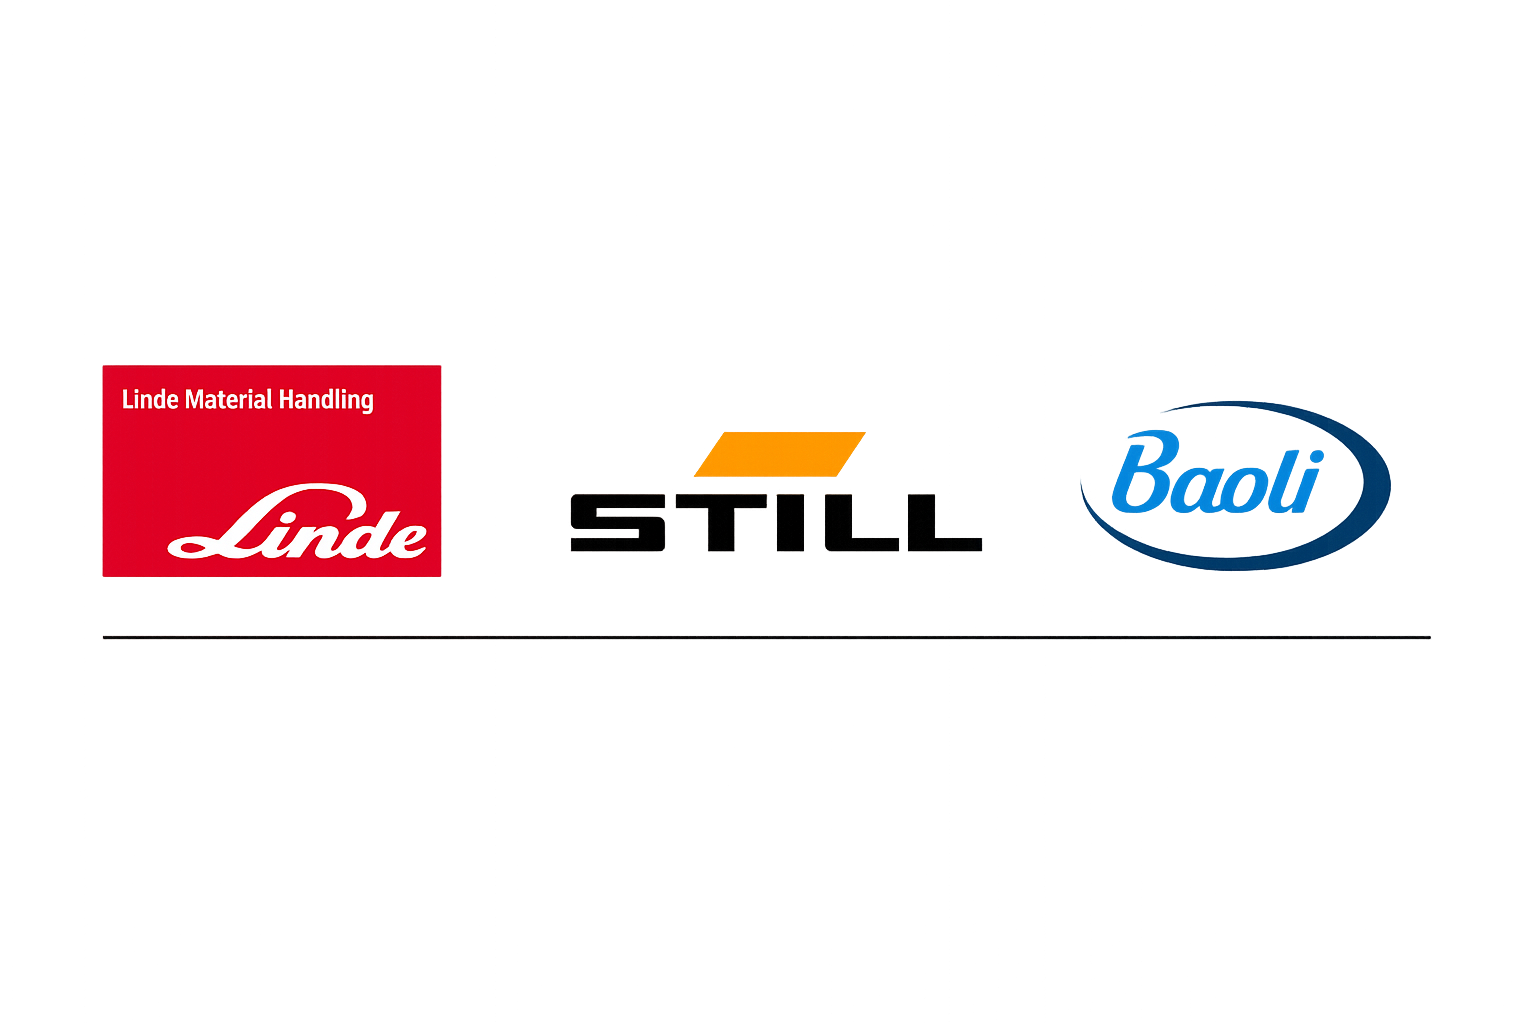 Linde Material Handling
Linde
STILL
Baoli